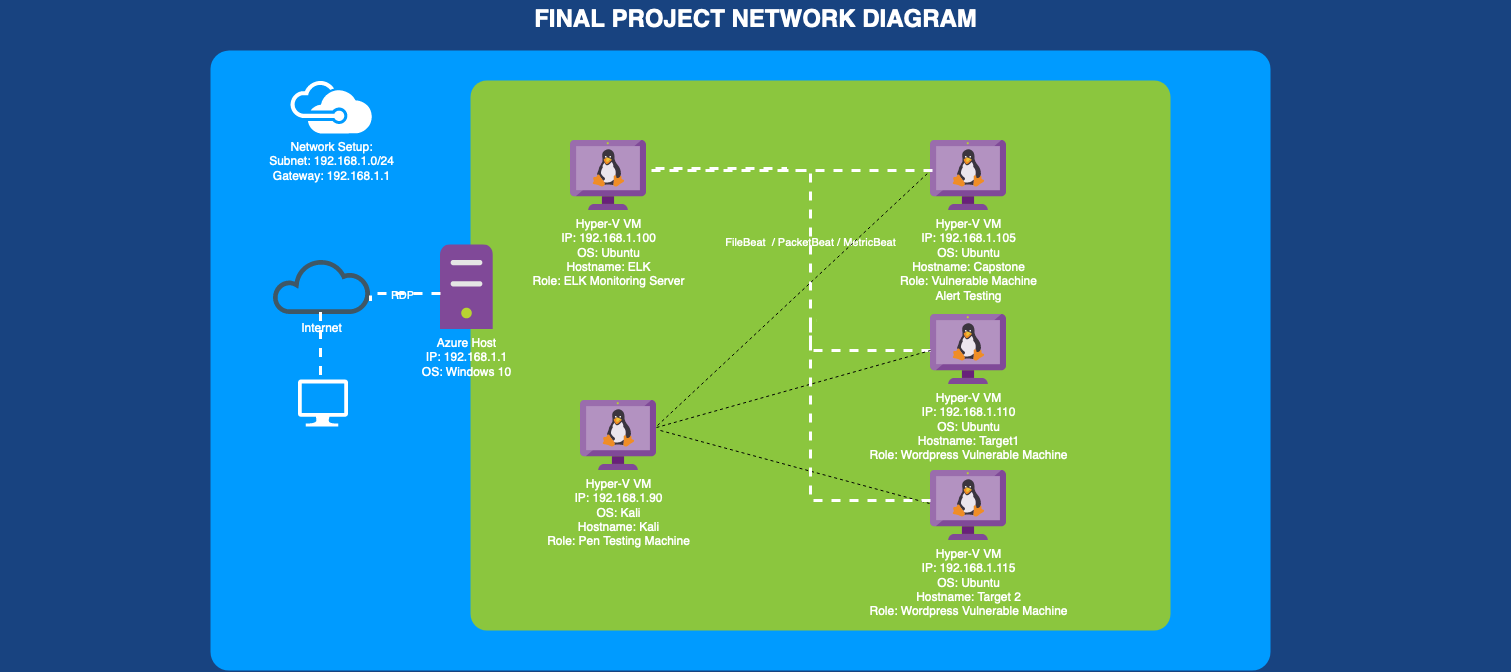 FINAL PROJECT NETWORK DIAGRAM
Network Setup:
Subnet: 192.168.1.0/24
Gateway: 192.168.1.1
Internet
RDP
Azure Host
IP: 192.168.1.1
OS: Windows 10
Hyper-V VM
IP: 192.168.1.100
OS: Ubuntu
Hostname: ELK
Role: ELK Monitoring Server
FileBeat / PacketBeat / MetricBeat
Hyper-V VM
IP: 192.168.1.105
OS: Ubuntu
Hostname: Capstone
Role: Vulnerable Machine
Alert Testing
Hyper-V VM
IP: 192.168.1.90
OS: Kali
Hostname: Kali
Role: Pen Testing Machine
Hyper-V VM
IP: 192.168.1.110
OS: Ubuntu
Hostname: Target1
Role: Wordpress Vulnerable Machine
Hyper-V VM
IP: 192.168.1.115
OS: Ubuntu
Hostname: Target 2
Role: Wordpress Vulnerable Machine